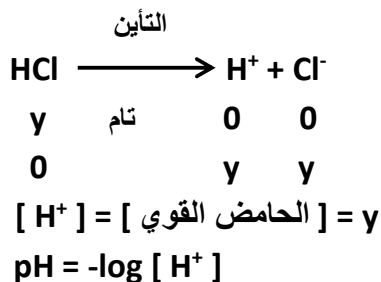 التأين
HCl ⟶ H⁺ + Cl⁻
y تام 0 0
0 y y
[ H⁺ ] = [ الحامض القوي ] = y
pH = -log [ H⁺ ]